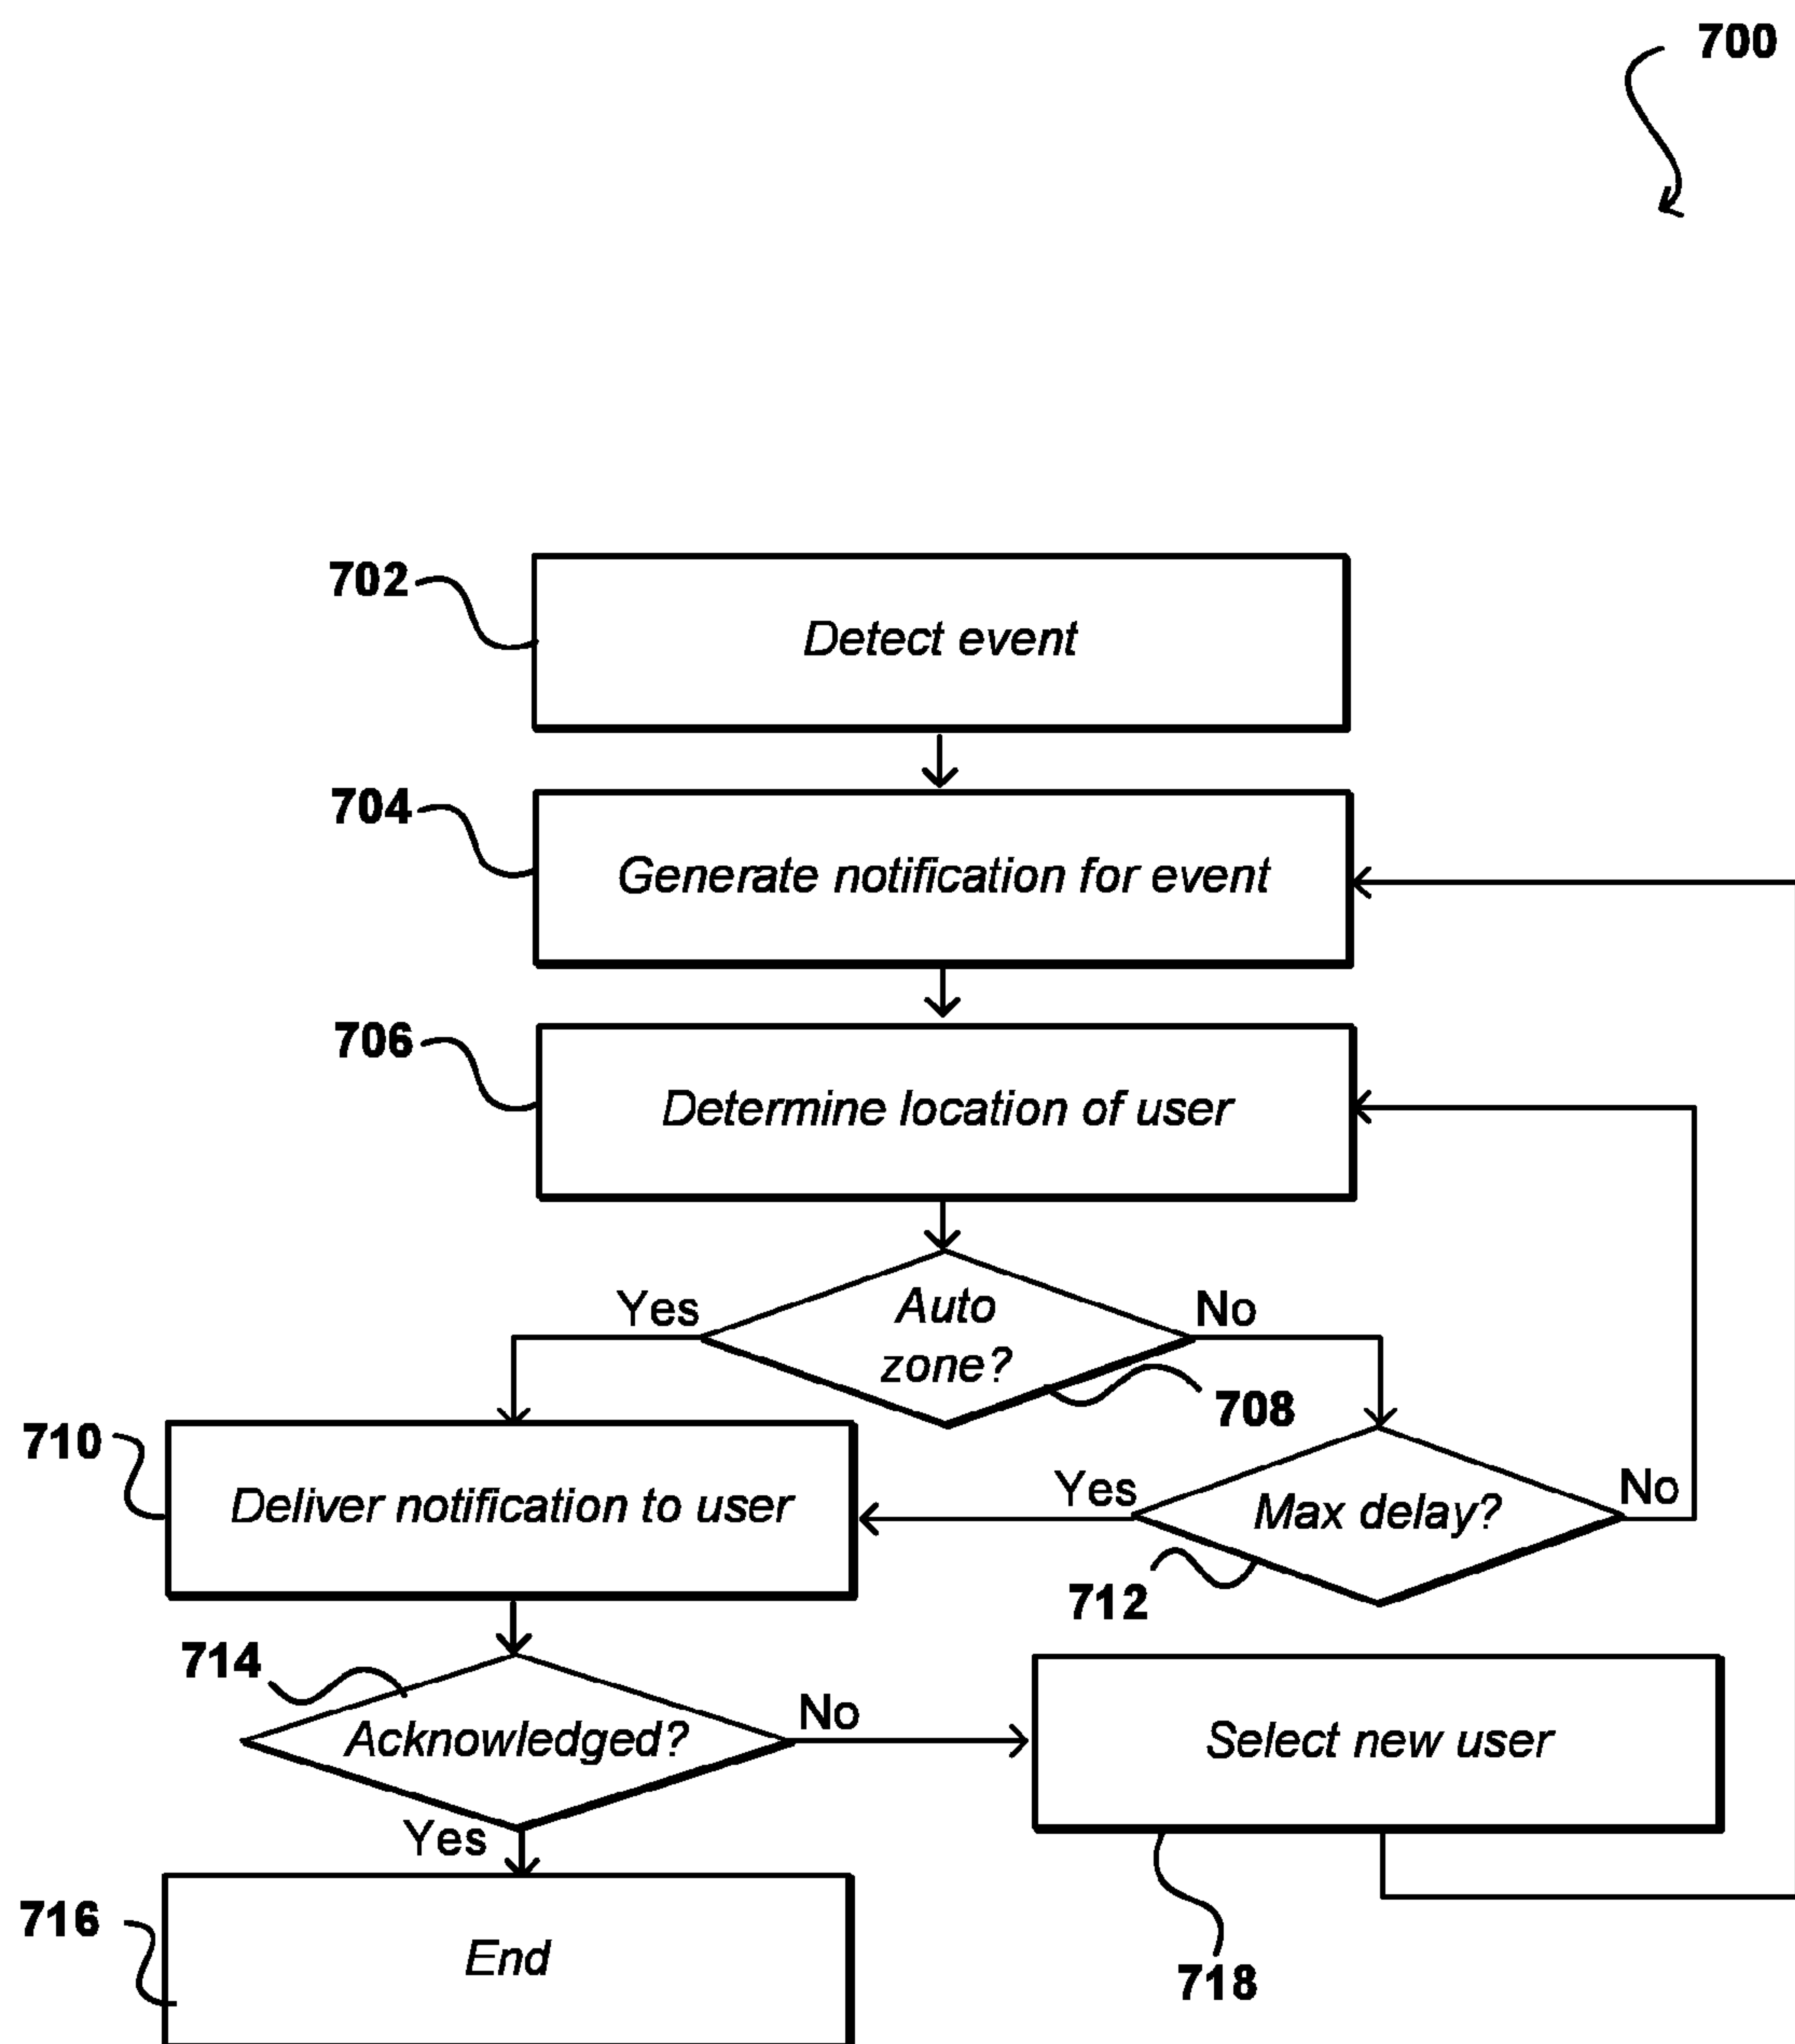 700
702
Detect event
704
Generate notification for event
706
Determine location of user
Yes
Auto
zone?
No
708
710
Deliver notification to user
Yes
Max delay?
No
712
714
Acknowledged?
No
Select new user
Yes
716
End
718